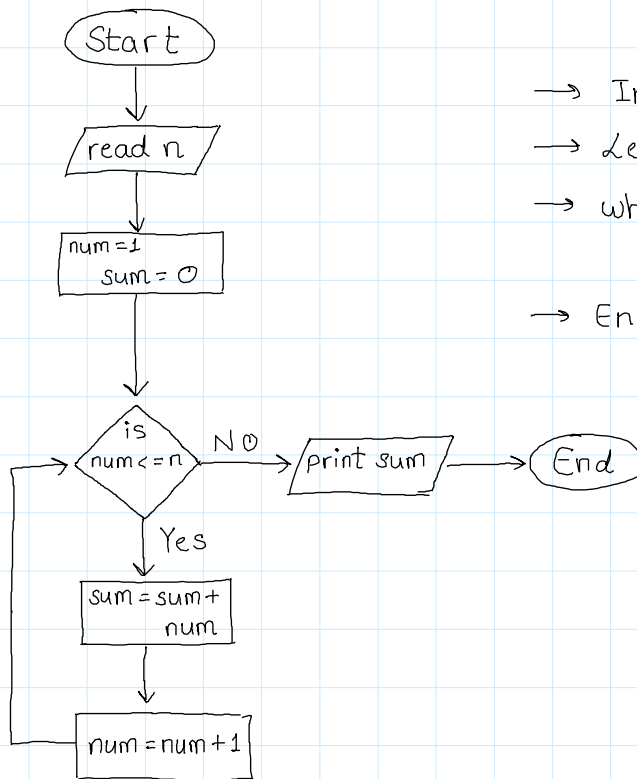 Start
read n
num=1
sum = 0
is
num<=n
NO
print sum
End
Yes
sum = sum +
num
num = num + 1